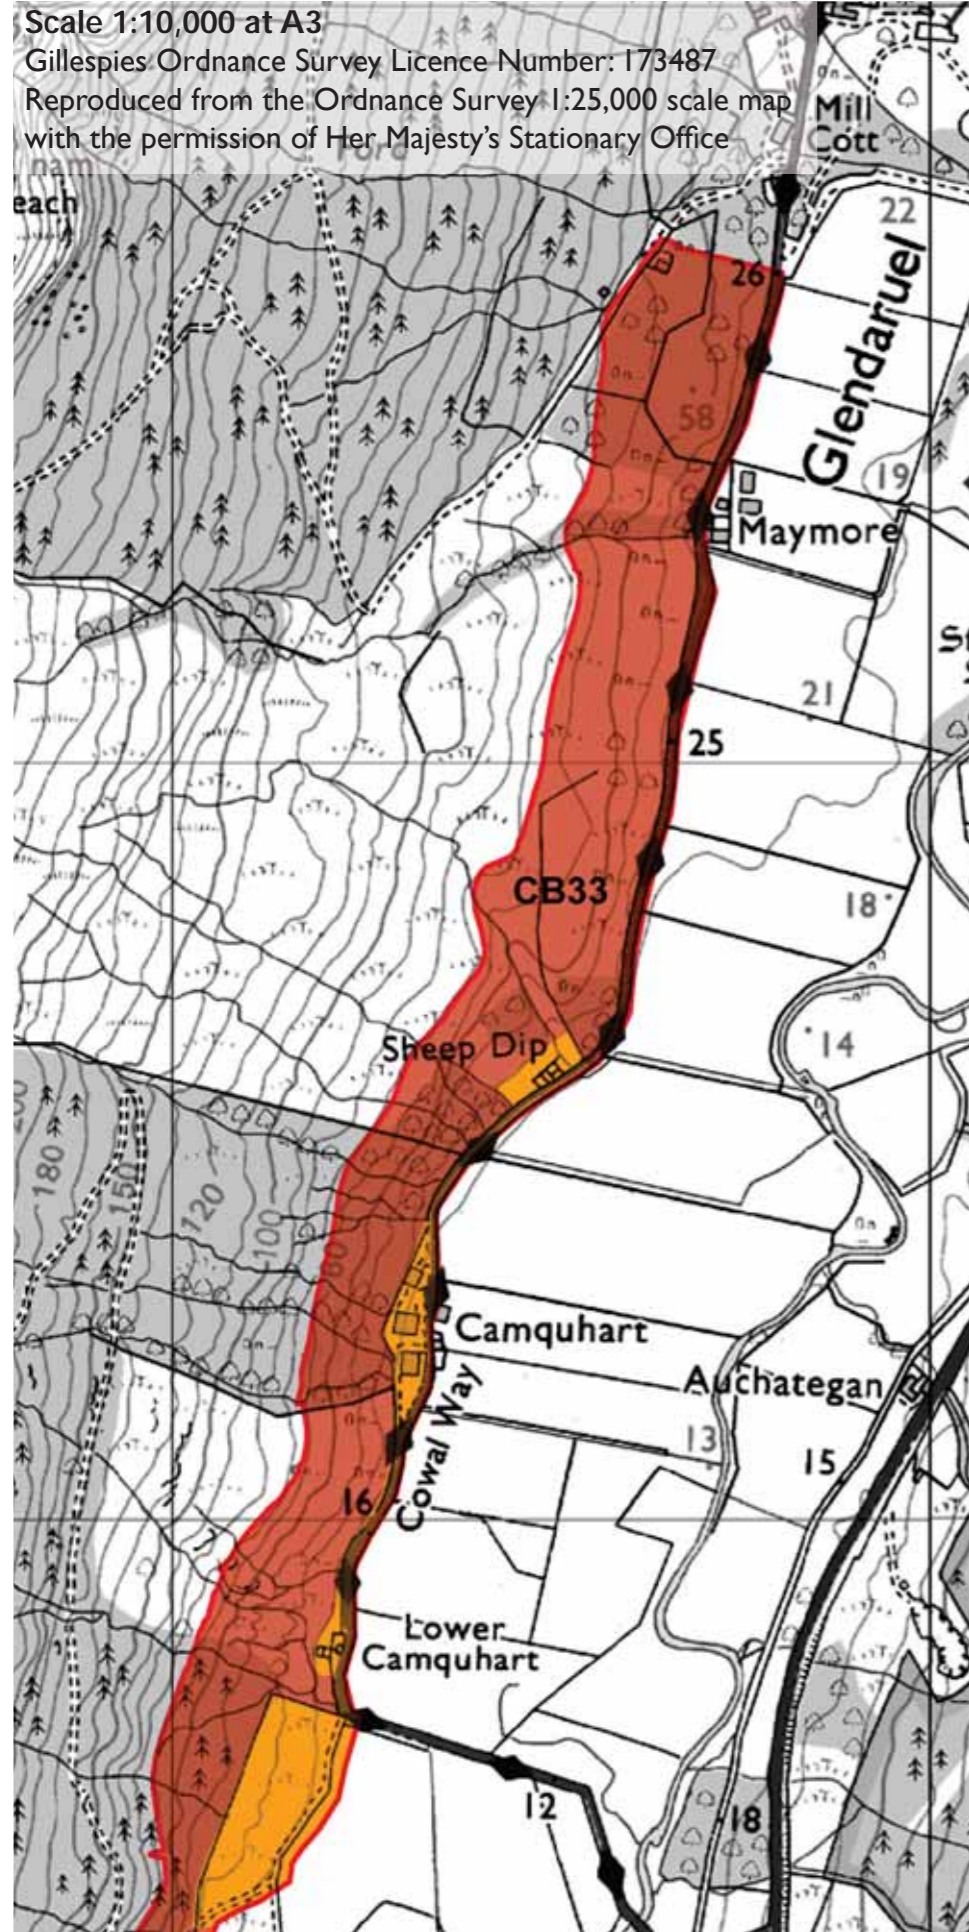 Scale 1:10,000 at A3
Gillespies Ordnance Survey Licence Number: 173487
Reproduced from the Ordnance Survey 1:25,000 scale map
with the permission of Her Majesty's Stationary Office
Ford
nam
each
Mill
Cott
22
26
Glendaruel
58
19
Maymore
21
25
CB33
18
14
Sheep Dip
180
150
120
100
Camquhart
Auchategan
Cowal Way
13
15
16
Lower
Camquhart
12
18